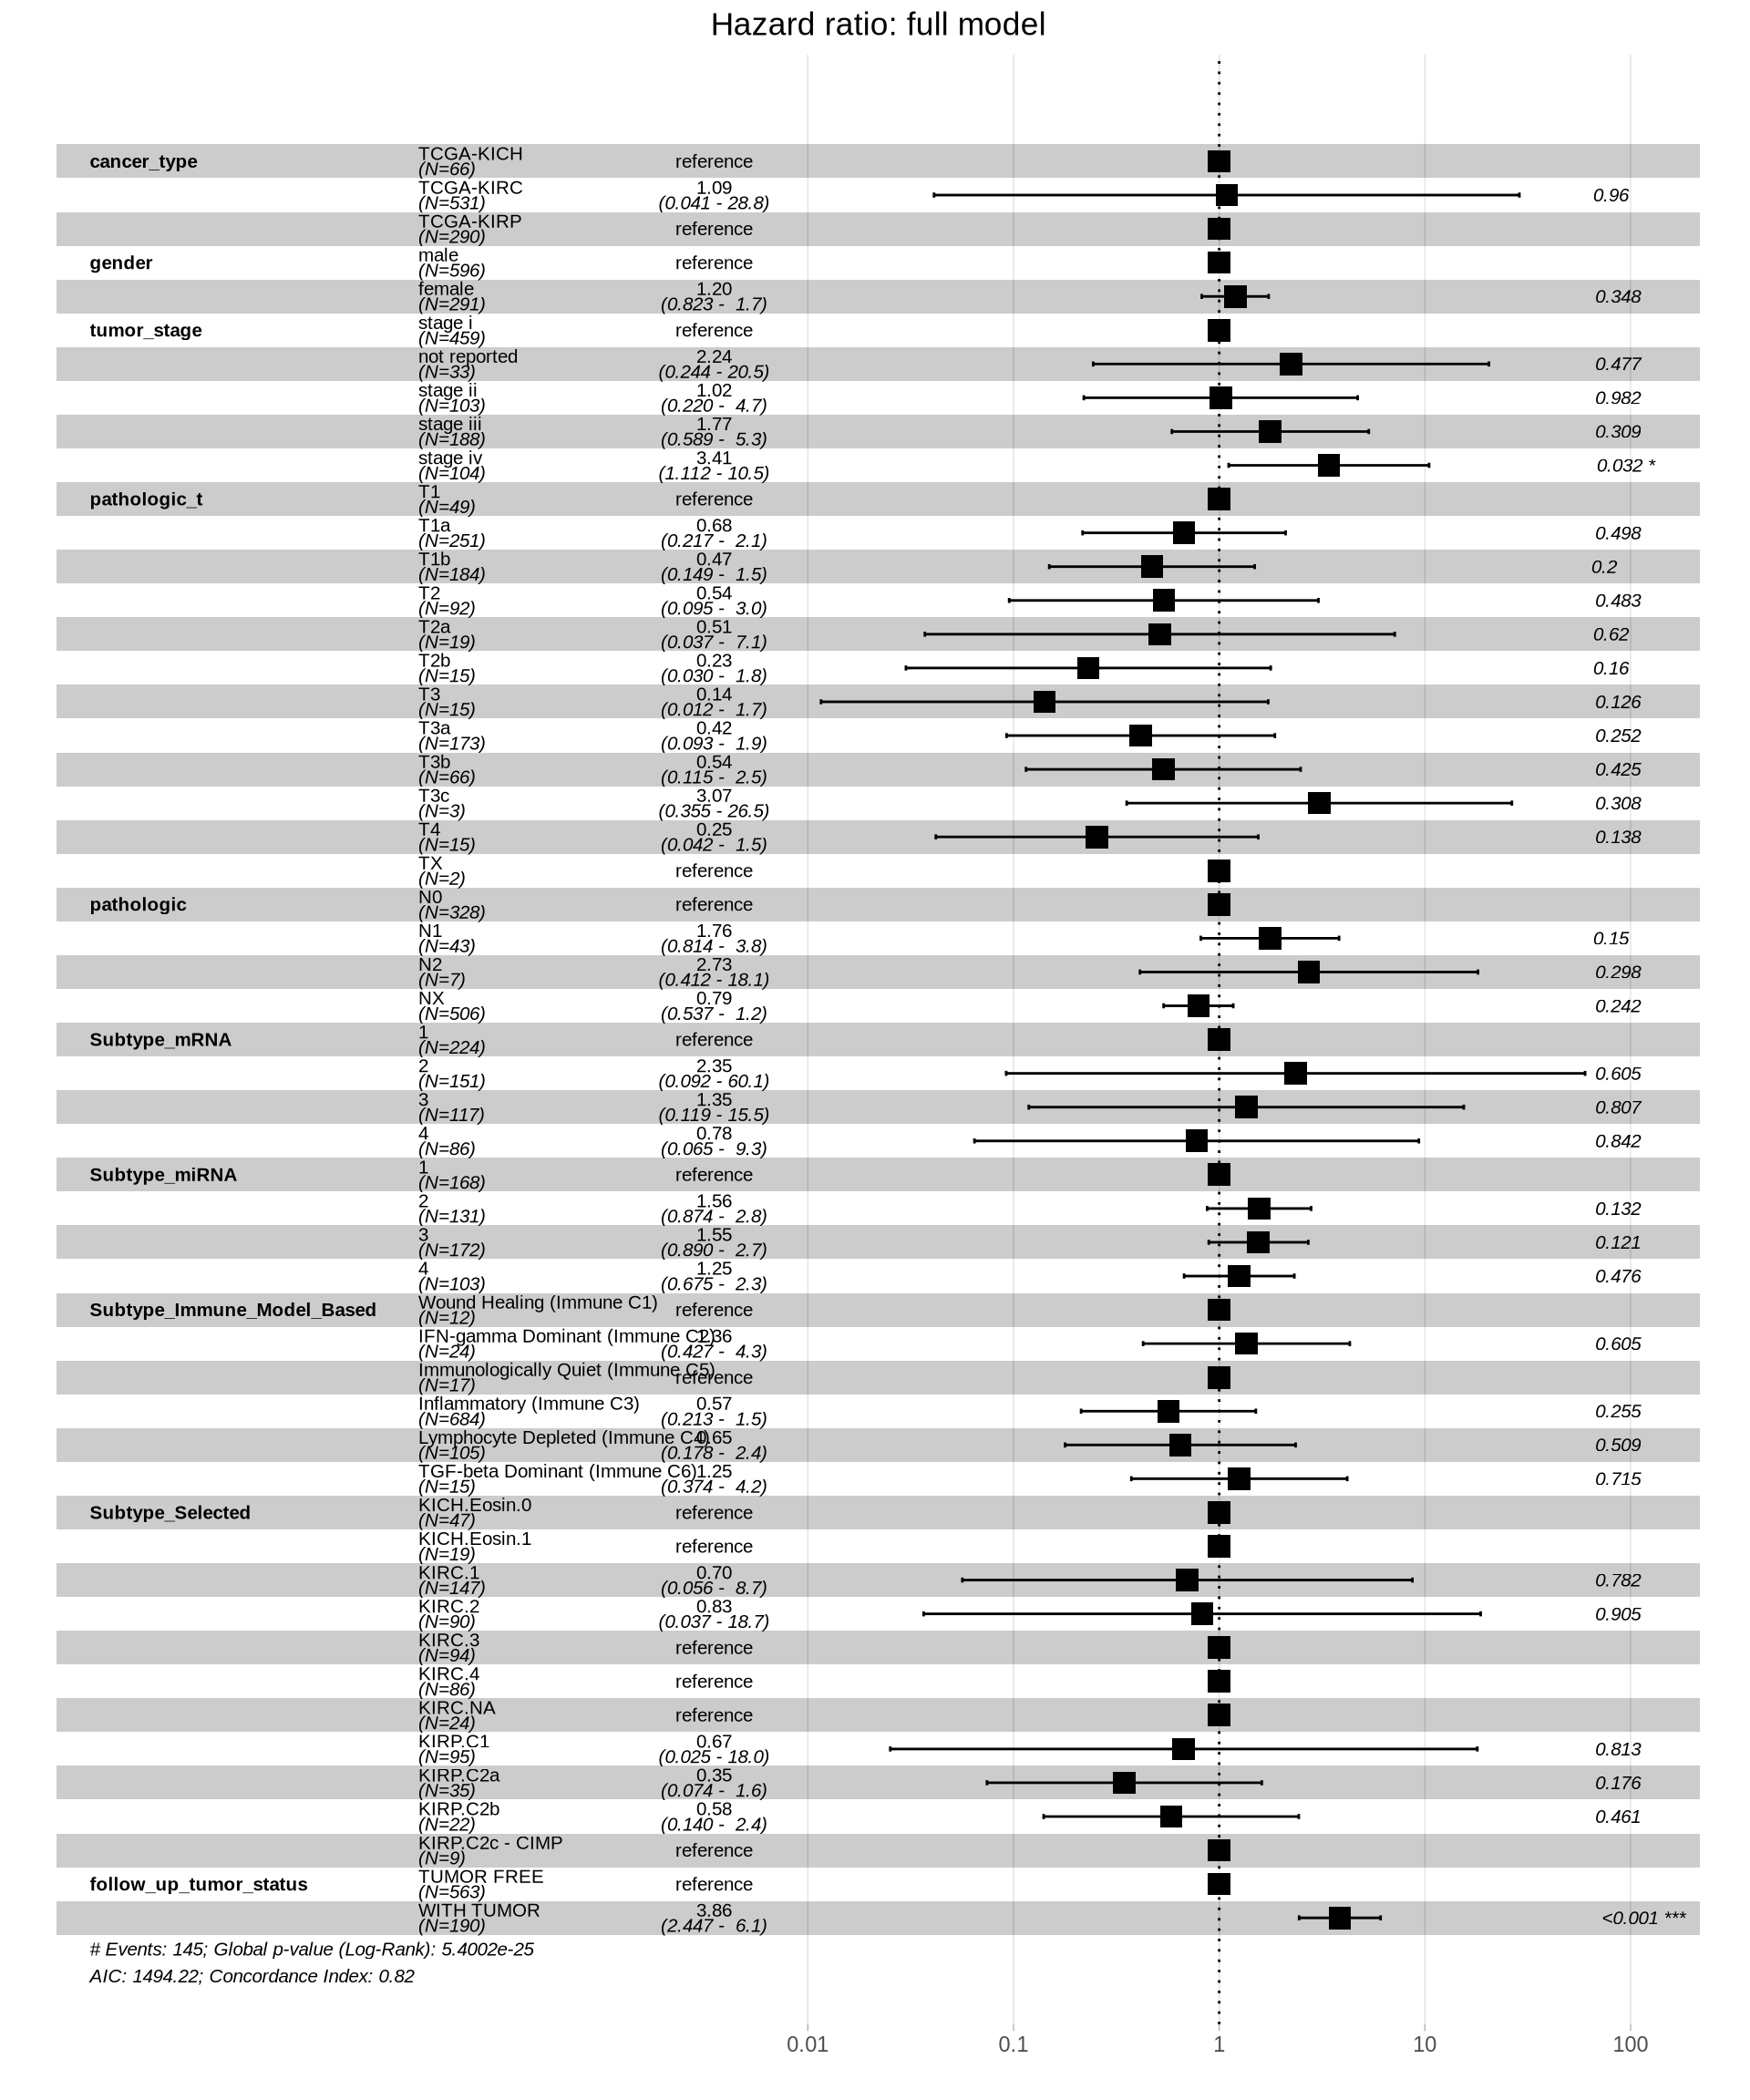 Hazard ratio: full model
cancer_type TCGA-KICH (N=66) reference
TCGA-KIRC (N=531) 1.09 (0.041 - 28.8) 0.96
TCGA-KIRP (N=290) reference
gender male (N=596) reference
female (N=291) 1.20 (0.823 - 1.7) 0.348
tumor_stage stage i (N=459) reference
not reported (N=33) 2.24 (0.244 - 20.5) 0.477
stage ii (N=103) 1.02 (0.220 - 4.7) 0.982
stage iii (N=188) 1.77 (0.589 - 5.3) 0.309
stage iv (N=104) 3.41 (1.112 - 10.5) 0.032 *
pathologic_t T1 (N=49) reference
T1a (N=251) 0.68 (0.217 - 2.1) 0.498
T1b (N=184) 0.47 (0.149 - 1.5) 0.2
T2 (N=92) 0.54 (0.095 - 3.0) 0.483
T2a (N=19) 0.51 (0.037 - 7.1) 0.62
T2b (N=15) 0.23 (0.030 - 1.8) 0.16
T3 (N=15) 0.14 (0.012 - 1.7) 0.126
T3a (N=173) 0.42 (0.093 - 1.9) 0.252
T3b (N=66) 0.54 (0.115 - 2.5) 0.425
T3c (N=3) 3.07 (0.355 - 26.5) 0.308
T4 (N=15) 0.25 (0.042 - 1.5) 0.138
TX (N=2) reference
pathologic N0 (N=328) reference
N1 (N=43) 1.76 (0.814 - 3.8) 0.15
N2 (N=7) 2.73 (0.412 - 18.1) 0.298
NX (N=506) 0.79 (0.537 - 1.2) 0.242
Subtype_mRNA 1 (N=224) reference
2 (N=151) 2.35 (0.092 - 60.1) 0.605
3 (N=117) 1.35 (0.119 - 15.5) 0.807
4 (N=86) 0.78 (0.065 - 9.3) 0.842
Subtype_miRNA 1 (N=168) reference
2 (N=131) 1.56 (0.874 - 2.8) 0.132
3 (N=172) 1.55 (0.890 - 2.7) 0.121
4 (N=103) 1.25 (0.675 - 2.3) 0.476
Subtype_Immune_Model_Based Wound Healing (Immune C1) (N=12) reference
IFN-gamma Dominant (Immune C2) (N=24) 1.36 (0.427 - 4.3) 0.605
Immunologically Quiet (Immune C5) (N=17) reference
Inflammatory (Immune C3) (N=684) 0.57 (0.213 - 1.5) 0.255
Lymphocyte Depleted (Immune C4) (N=105) 0.65 (0.178 - 2.4) 0.509
TGF-beta Dominant (Immune C6) (N=15) 1.25 (0.374 - 4.2) 0.715
Subtype_Selected KICH.Eosin.0 (N=47) reference
KICH.Eosin.1 (N=19) reference
KIRC.1 (N=147) 0.70 (0.056 - 8.7) 0.782
KIRC.2 (N=90) 0.83 (0.037 - 18.7) 0.905
KIRC.3 (N=94) reference
KIRC.4 (N=86) reference
KIRC.NA (N=24) reference
KIRP.C1 (N=95) 0.67 (0.025 - 18.0) 0.813
KIRP.C2a (N=35) 0.35 (0.074 - 1.6) 0.176
KIRP.C2b (N=22) 0.58 (0.140 - 2.4) 0.461
KIRP.C2c - CIMP (N=9) reference
follow_up_tumor_status TUMOR FREE (N=563) reference
WITH TUMOR (N=190) 3.86 (2.447 - 6.1) <0.001 ***
# Events: 145; Global p-value (Log-Rank): 5.4002e-25
AIC: 1494.22; Concordance Index: 0.82
0.01 0.1 1 10 100